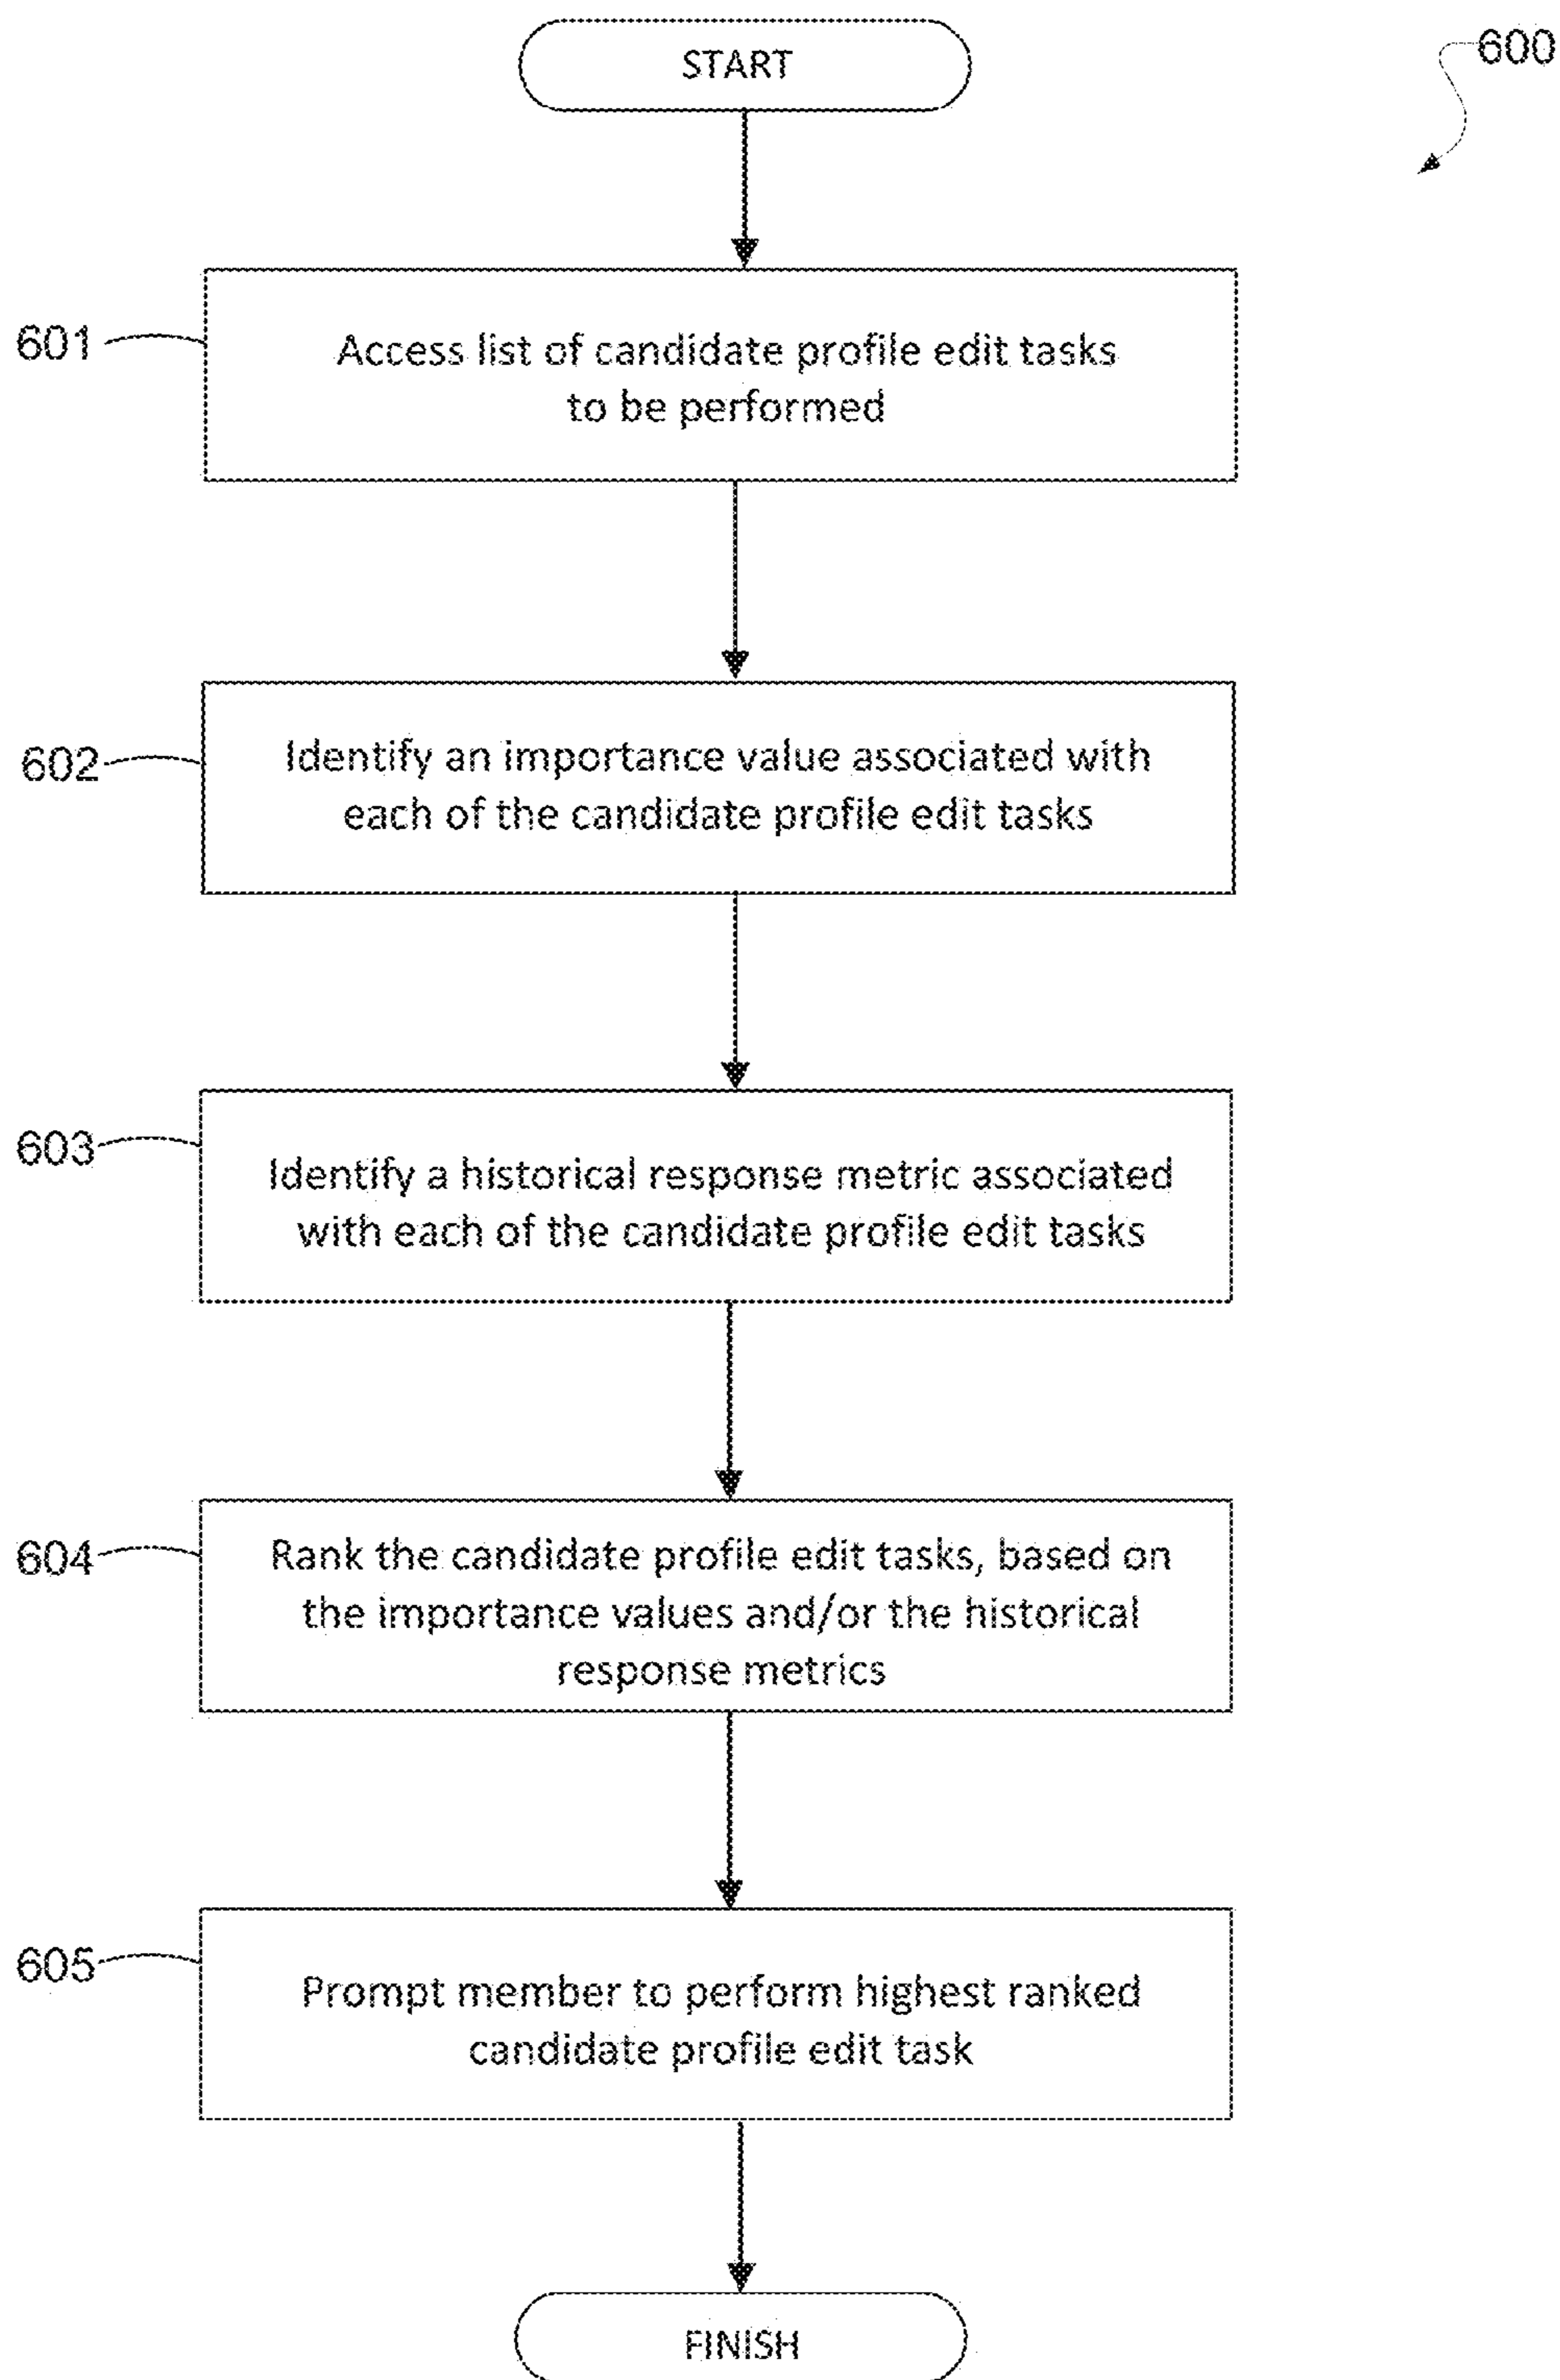 START
600
601
Access list of candidate profile edit tasks
to be performed
602
Identify an importance value associated with
each of the candidate profile edit tasks
603
Identify a historical response metric associated
with each of the candidate profile edit tasks
604
Rank the candidate profile edit tasks, based on
the importance values and/or the historical
response metrics
605
Prompt member to perform highest ranked
candidate profile edit task
FINISH